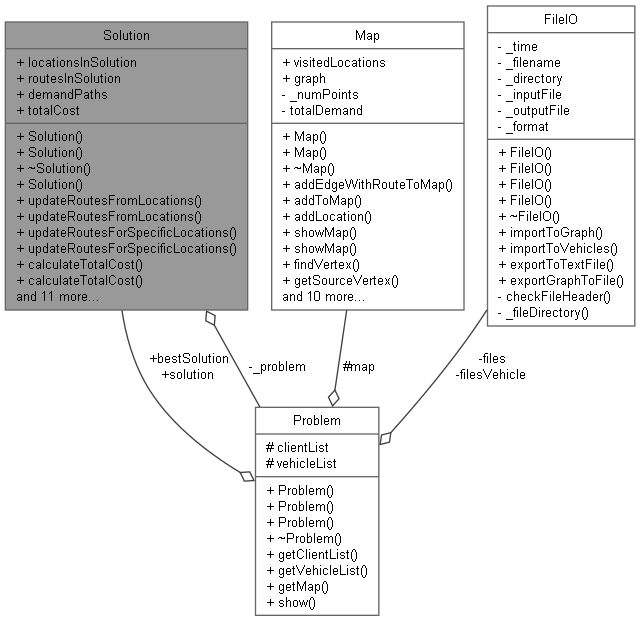 Solution
+ locationsInSolution
+ routesInSolution
+ demandPaths
+ totalCost
+ Solution()
+ Solution()
+ ~Solution()
+ Solution()
+ updateRoutesFromLocations()
+ updateRoutesFromLocations()
+ updateRoutesForSpecificLocations()
+ updateRoutesForSpecificLocations()
+ calculateTotalCost()
+ calculateTotalCost()
and 11 more...
Map
+ visitedLocations
+ graph
- _numPoints
- totalDemand
+ Map()
+ Map()
+ ~Map()
+ addEdgeWithRouteToMap()
+ addToMap()
+ addLocation()
+ showMap()
+ showMap()
+ findVertex()
+ getSourceVertex()
and 10 more...
FileIO
- _time
- _filename
- _directory
- _inputFile
- _outputFile
- _format
+ FileIO()
+ FileIO()
+ FileIO()
+ FileIO()
+ ~FileIO()
+ importToGraph()
+ importToVehicles()
+ exportToTextFile()
+ exportGraphToFile()
- checkFileHeader()
- _fileDirectory()
+bestSolution
+solution
-_problem
#map
-files
-filesVehicle
Problem
# clientList
# vehicleList
+ Problem()
+ Problem()
+ Problem()
+ ~Problem()
+ getClientList()
+ getVehicleList()
+ getMap()
+ show()